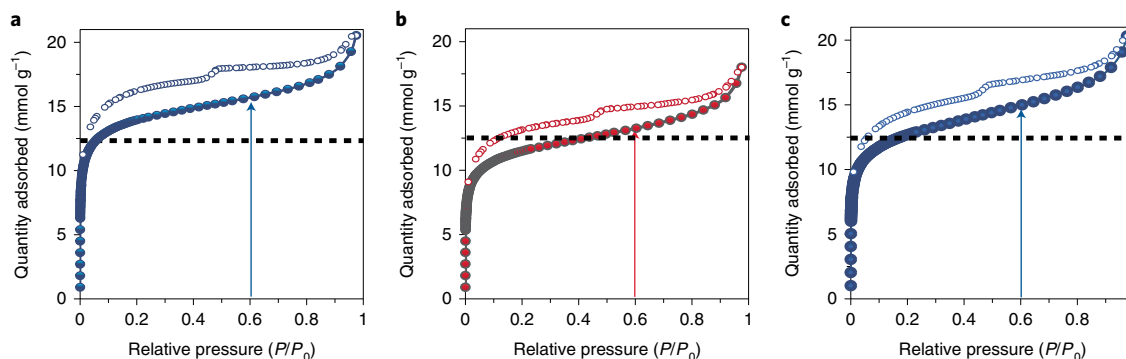 a
Quantity adsorbed (mmol g⁻¹)
20
15
10
5
0
0 0.2 0.4 0.6 0.8 1
Relative pressure (P/P₀)
b
Quantity adsorbed (mmol g⁻¹)
20
15
10
5
0
0 0.2 0.4 0.6 0.8 1
Relative pressure (P/P₀)
c
Quantity adsorbed (mmol g⁻¹)
20
15
10
5
0
0 0.2 0.4 0.6 0.8
Relative pressure (P/P₀)